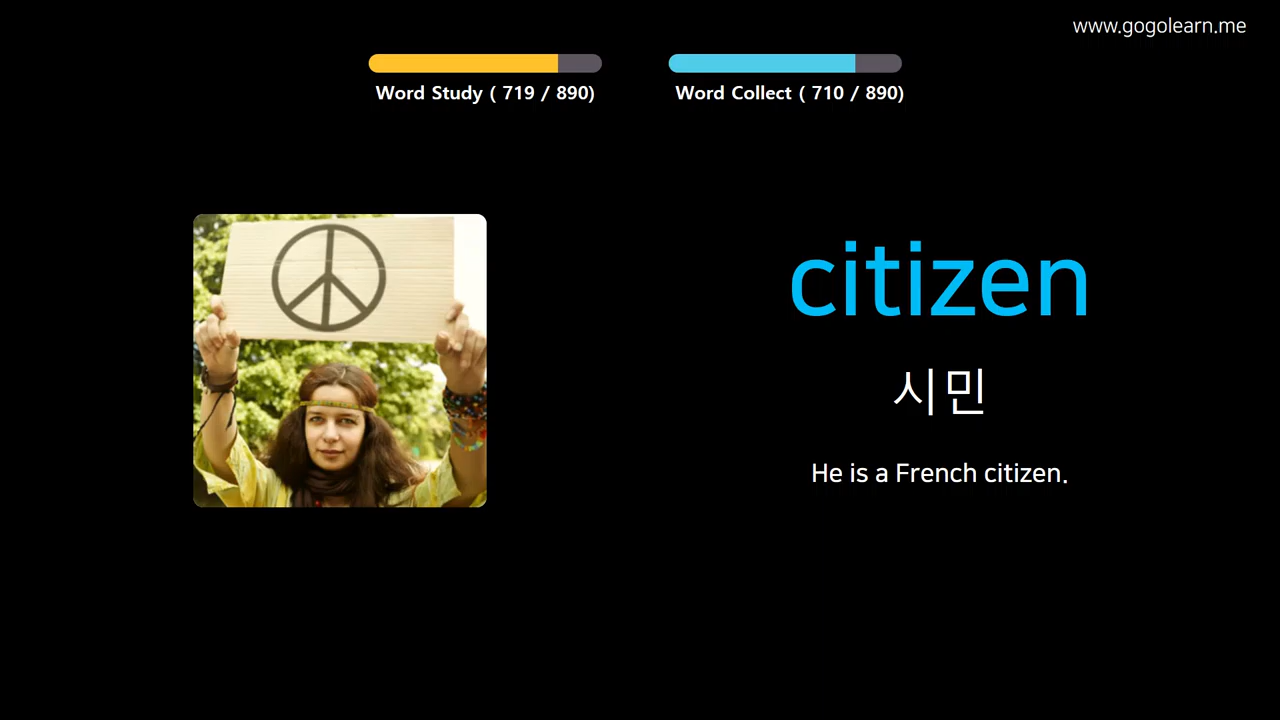 www.gogolearn.me
Word Study ( 719 / 890)
Word Collect ( 710 / 890)
citizen
시민
He is a French citizen.